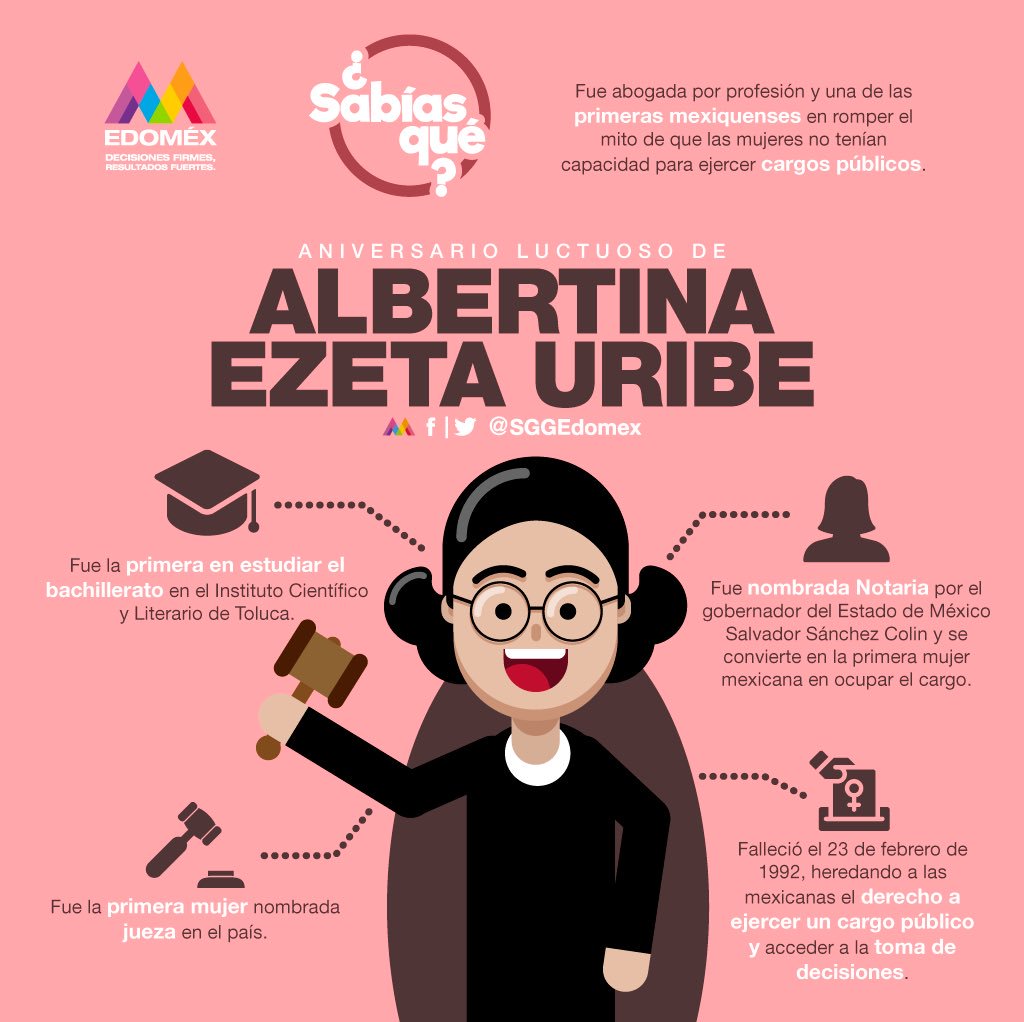 EDOMÉX
DECISIONES FIRMES,
RESULTADOS FUERTES.
¿
Sabías
qué
?
Fue abogada por profesión y una de las
primeras mexiquenses en romper el
mito de que las mujeres no tenían
capacidad para ejercer cargos públicos.
ANIVERSARIO LUCTUOSO DE
ALBERTINA
EZETA URIBE
f | @SGGEdomex
Fue la primera en estudiar el
bachillerato en el Instituto Científico
y Literario de Toluca.
Fue nombrada Notaria por el
gobernador del Estado de México
Salvador Sánchez Colin y se
convierte en la primera mujer
mexicana en ocupar el cargo.
Fue la primera mujer nombrada
jueza en el país.
Falleció el 23 de febrero de
1992, heredando a las
mexicanas el derecho a
ejercer un cargo público
y acceder a la toma de
decisiones.